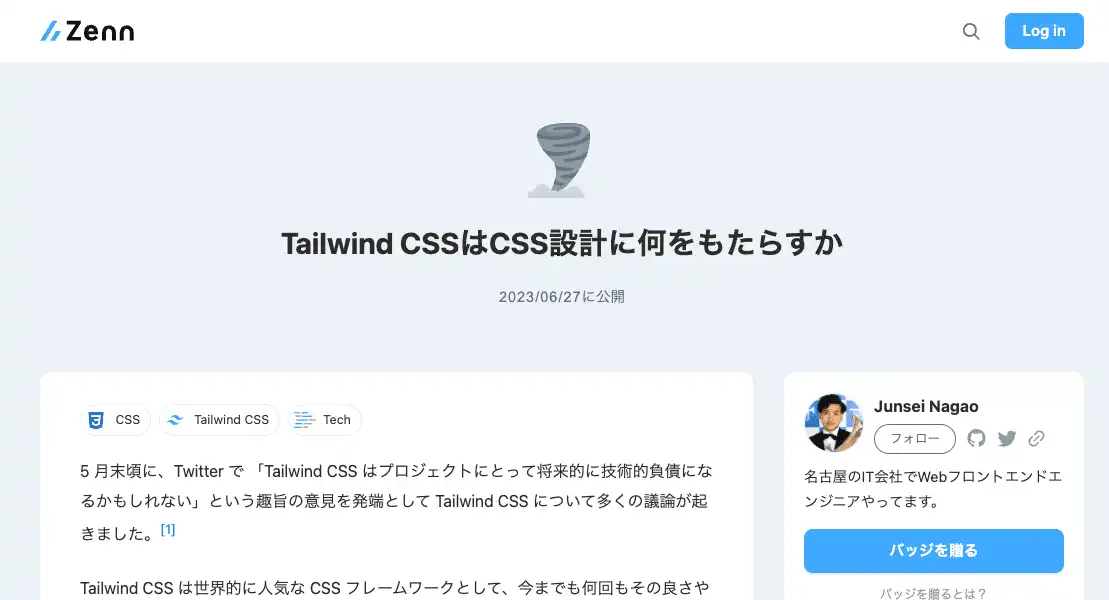 Zenn
Log in
Tailwind CSSはCSS設計に何をもたらすか
2023/06/27に公開
CSS
Tailwind CSS
Tech
5 月末頃に、Twitter で 「Tailwind CSS はプロジェクトにとって将来的に技術的負債にな
るかもしれない」という趣旨の意見を発端として Tailwind CSS について多くの議論が起
きました。[1]
Tailwind CSS は世界的に人気な CSS フレームワークとして、今までも何回もその良さや
Junsei Nagao
フォロー
名古屋のIT会社でWebフロントエンドエ
ンジニアやってます。
バッジを贈る
バッジを贈るとは？